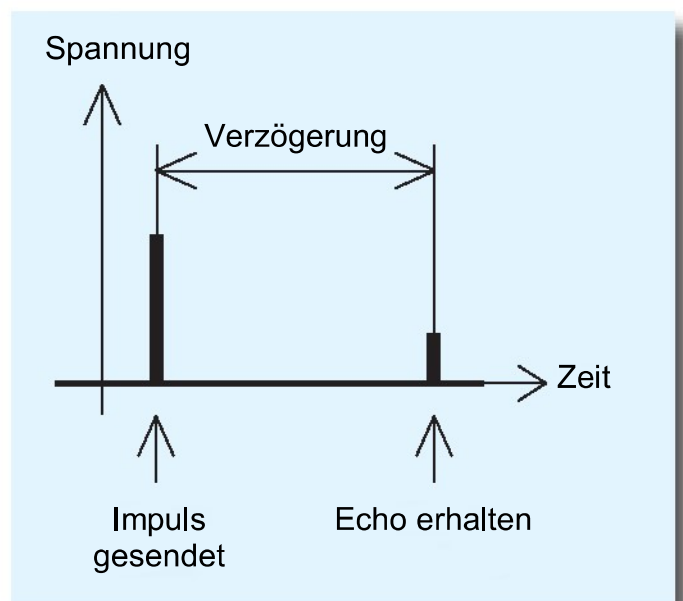 Spannung
Verzögerung
Zeit
Impuls
gesendet
Echo erhalten